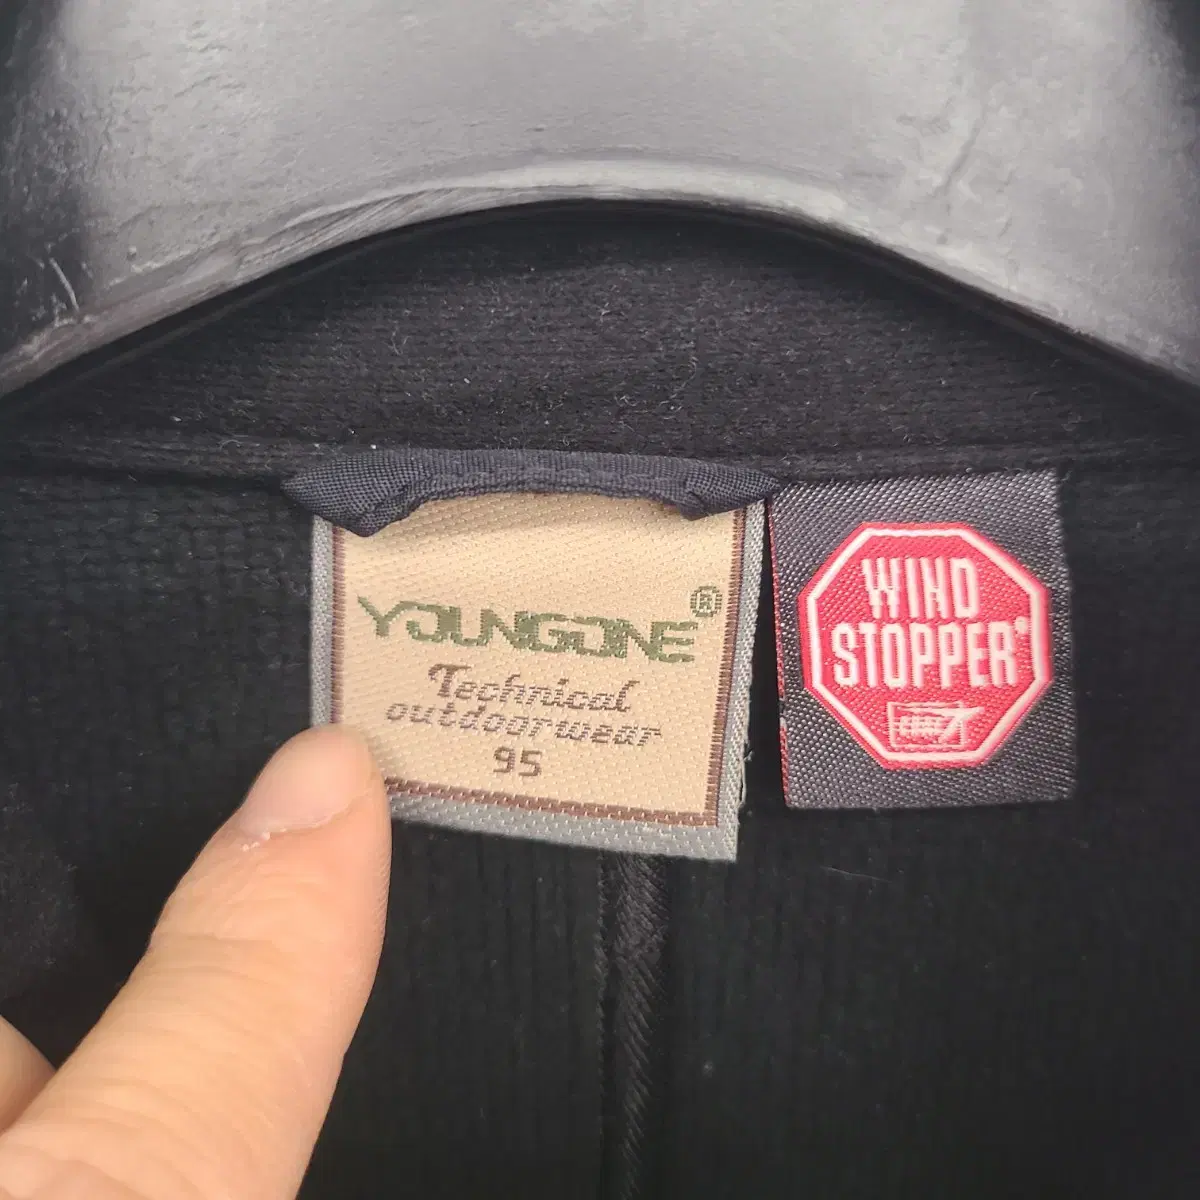 YOUNGONE®
Technical
outdoorwear
95
WIND
STOPPER®